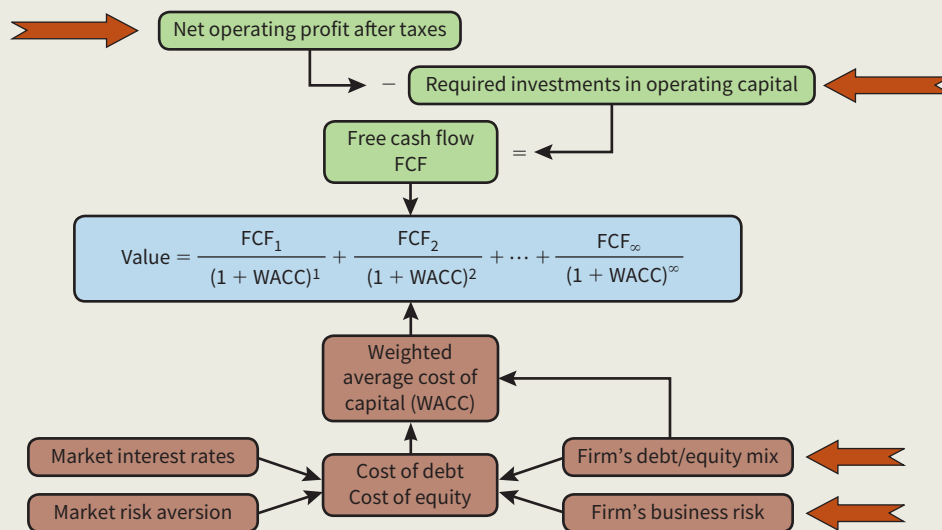 Net operating profit after taxes
− Required investments in operating capital
Free cash flow
FCF
=
Value = FCF₁ / (1 + WACC)¹ + FCF₂ / (1 + WACC)² + ⋯ + FCF∞ / (1 + WACC)^∞
Weighted
average cost of
capital (WACC)
Market interest rates
Cost of debt
Cost of equity
Firm’s debt/equity mix
Market risk aversion
Firm’s business risk